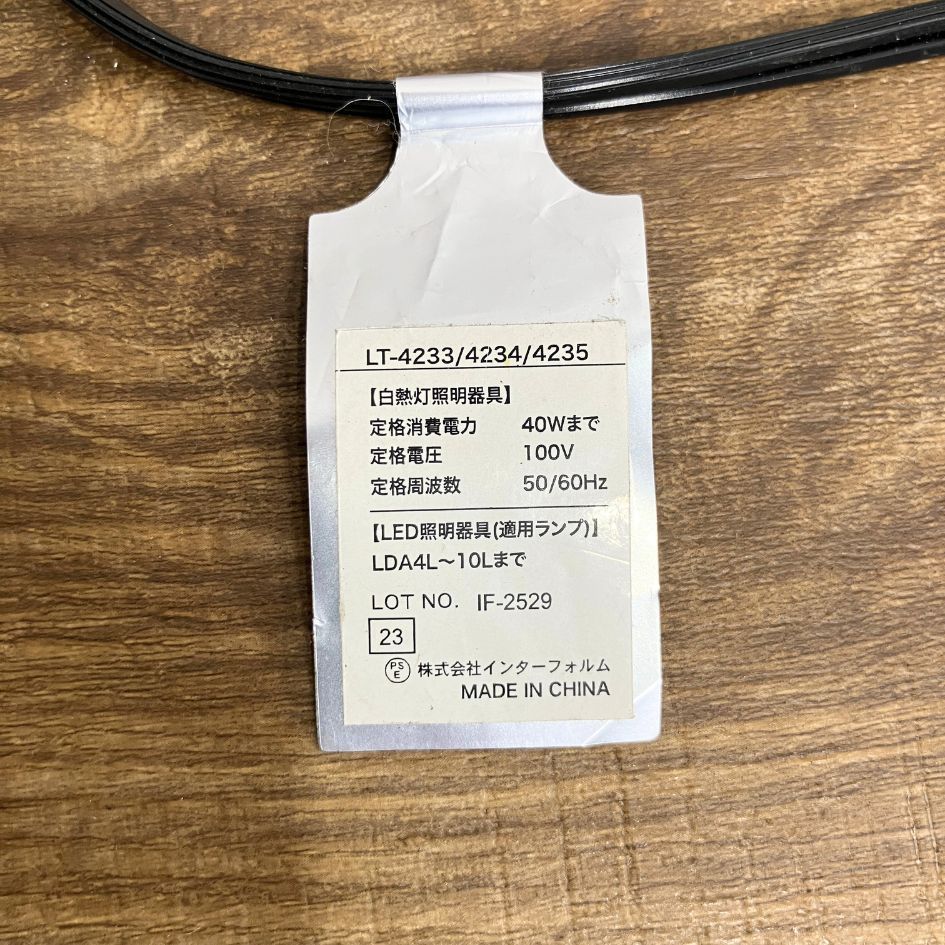 LT-4233/4234/4235
【白熱灯照明器具】
定格消費電力 40Wまで
定格電圧 100V
定格周波数 50/60Hz
【LED照明器具(適用ランプ)】
LDA4L～10Lまで
LOT NO. IF-2529
23
PSE 株式会社インターフォルム
MADE IN CHINA